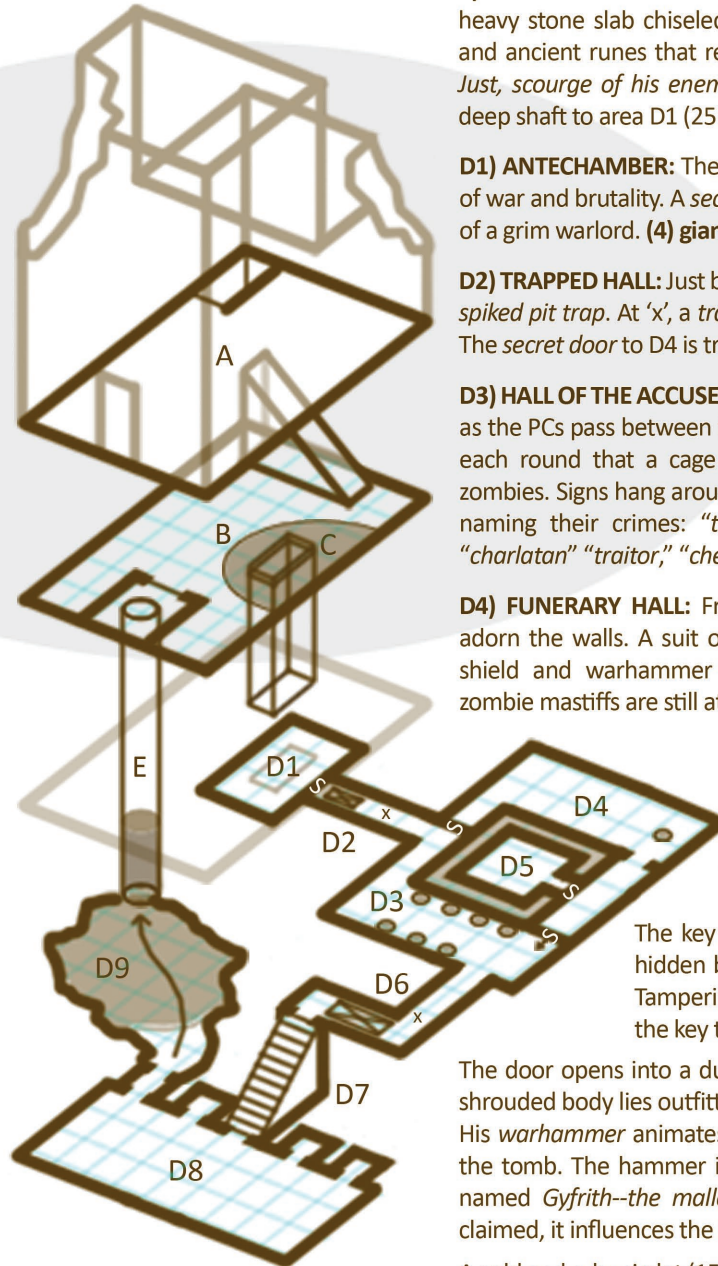 heavy stone slab chiseled
and ancient runes that re
Just, scourge of his enem
deep shaft to area D1 (25
D1) ANTECHAMBER: The
of war and brutality. A sec
of a grim warlord. (4) gian
D2) TRAPPED HALL: Just b
spiked pit trap. At ‘x’, a tra
The secret door to D4 is tr
D3) HALL OF THE ACCUSE
as the PCs pass between
each round that a cage
zombies. Signs hang arou
naming their crimes: “t
“charlatan” “traitor,” “che
D4) FUNERARY HALL: Fr
adorn the walls. A suit o
shield and warhammer
zombie mastiffs are still at
The key
hidden b
Tamperi
the key t
The door opens into a du
shrouded body lies outfitt
His warhammer animates
the tomb. The hammer i
named Gyfrith--the malle
claimed, it influences the
A
B
C
E
D1
S
x
D2
S
D4
D5
S
D3
S
D9
D6
x
D7
D8